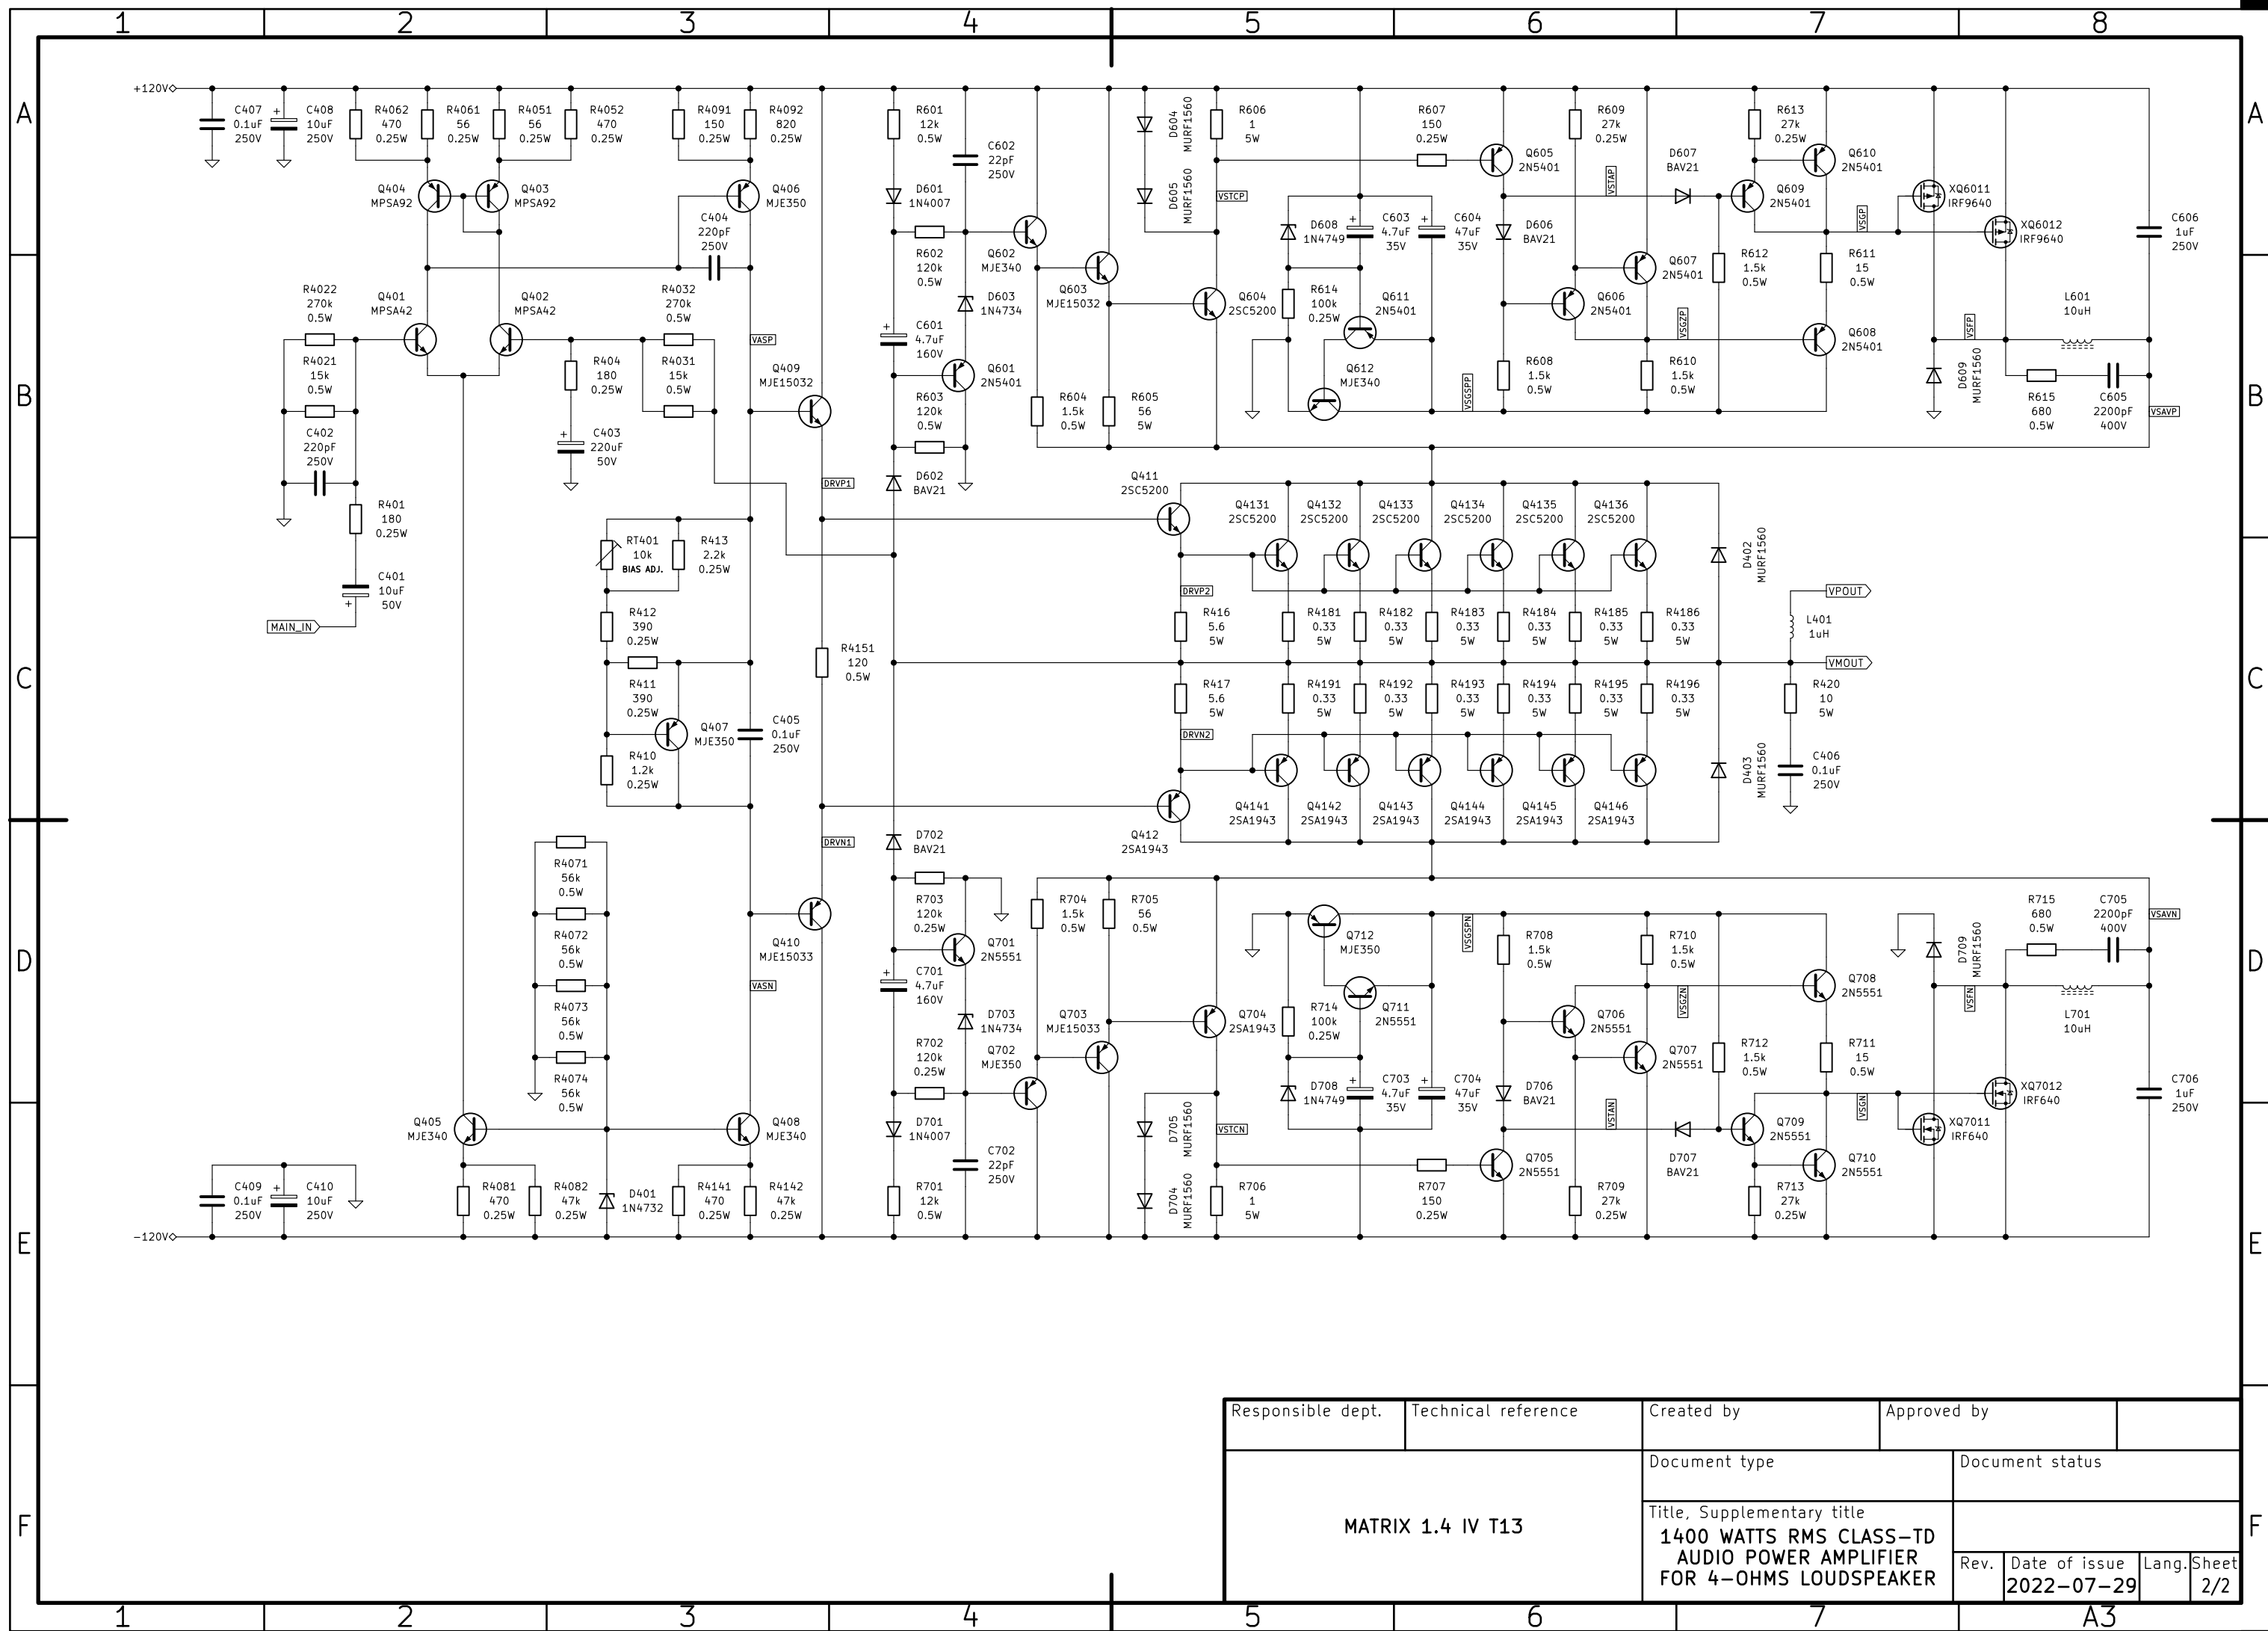 1 2 3 4 5 6 7 8
A
B
C
D
E
F
A
B
C
D
E
F
+120V
C407
0.1uF
250V
C408
10uF
250V
R4062
470
0.25W
R4061
56
0.25W
R4051
56
0.25W
R4052
470
0.25W
R4091
150
0.25W
R4092
820
0.25W
R601
12k
0.5W
C602
22pF
250V
D604
MURF1560
R606
1
5W
R607
150
0.25W
R609
27k
0.25W
R613
27k
0.25W
Q404
MPSA92
Q403
MPSA92
Q406
MJE350
C404
220pF
250V
D601
1N4007
D605
MURF1560
VSTCP
Q605
2N5401
VSTAP
D607
BAV21
Q610
2N5401
Q609
2N5401
XQ6011
IRF9640
XQ6012
IRF9640
VSGP
C606
1uF
250V
R602
120k
0.5W
Q602
MJE340
D608
1N4749
C603
4.7uF
35V
C604
47uF
35V
D606
BAV21
Q607
2N5401
R612
1.5k
0.5W
R611
15
0.5W
R4022
270k
0.5W
Q401
MPSA42
Q402
MPSA42
R4032
270k
0.5W
D603
1N4734
Q603
MJE15032
Q604
2SC5200
R614
100k
0.25W
Q611
2N5401
Q606
2N5401
VSGZP
Q608
2N5401
VSFP
L601
10uH
VASP
C601
4.7uF
160V
R4021
15k
0.5W
R404
180
0.25W
R4031
15k
0.5W
Q409
MJE15032
Q601
2N5401
Q612
MJE340
VSGSPP
R608
1.5k
0.5W
R610
1.5k
0.5W
D609
MURF1560
R615
680
0.5W
C605
2200pF
400V
VSAVP
R603
120k
0.5W
R604
1.5k
0.5W
R605
56
5W
C402
220pF
250V
C403
220uF
50V
DRVP1
D602
BAV21
Q411
2SC5200
Q4131
2SC5200
Q4132
2SC5200
Q4133
2SC5200
Q4134
2SC5200
Q4135
2SC5200
Q4136
2SC5200
R401
180
0.25W
RT401
10k
BIAS ADJ.
R413
2.2k
0.25W
D402
MURF1560
C401
10uF
50V
MAIN_IN
DRVP2
VPOUT
R412
390
0.25W
R416
5.6
5W
R4181
0.33
5W
R4182
0.33
5W
R4183
0.33
5W
R4184
0.33
5W
R4185
0.33
5W
R4186
0.33
5W
L401
1uH
R4151
120
0.5W
VMOUT
R411
390
0.25W
R417
5.6
5W
R4191
0.33
5W
R4192
0.33
5W
R4193
0.33
5W
R4194
0.33
5W
R4195
0.33
5W
R4196
0.33
5W
R420
10
5W
Q407
MJE350
C405
0.1uF
250V
DRVN2
R410
1.2k
0.25W
D403
MURF1560
C406
0.1uF
250V
Q4141
2SA1943
Q4142
2SA1943
Q4143
2SA1943
Q4144
2SA1943
Q4145
2SA1943
Q4146
2SA1943
DRVN1
D702
BAV21
Q412
2SA1943
R4071
56k
0.5W
R4072
56k
0.5W
R4073
56k
0.5W
R4074
56k
0.5W
Q410
MJE15033
VASN
R703
120k
0.25W
R704
1.5k
0.5W
R705
56
0.5W
Q701
2N5551
C701
4.7uF
160V
D703
1N4734
Q703
MJE15033
Q704
2SA1943
Q712
MJE350
VSGSPN
R708
1.5k
0.5W
R710
1.5k
0.5W
R714
100k
0.25W
Q711
2N5551
Q706
2N5551
VSGZN
Q708
2N5551
D709
MURF1560
VSFN
R715
680
0.5W
C705
2200pF
400V
VSAVN
L701
10uH
R702
120k
0.25W
Q702
MJE350
Q707
2N5551
R712
1.5k
0.5W
R711
15
0.5W
D708
1N4749
C703
4.7uF
35V
C704
47uF
35V
D706
BAV21
XQ7012
IRF640
C706
1uF
250V
Q405
MJE340
Q408
MJE340
D701
1N4007
D705
MURF1560
VSTCN
VSTAN
Q709
2N5551
VSGN
XQ7011
IRF640
C702
22pF
250V
Q705
2N5551
D707
BAV21
Q710
2N5551
C409
0.1uF
250V
C410
10uF
250V
R4081
470
0.25W
R4082
47k
0.25W
D401
1N4732
R4141
470
0.25W
R4142
47k
0.25W
R701
12k
0.5W
D704
MURF1560
R706
1
5W
R707
150
0.25W
R709
27k
0.25W
R713
27k
0.25W
-120V
Responsible dept.
Technical reference
Created by
Approved by
Document type
Document status
MATRIX 1.4 IV T13
Title, Supplementary title
1400 WATTS RMS CLASS-TD
AUDIO POWER AMPLIFIER
FOR 4-OHMS LOUDSPEAKER
Rev.
Date of issue
2022-07-29
Lang.
Sheet
2/2
1 2 3 4 5 6 7 A3